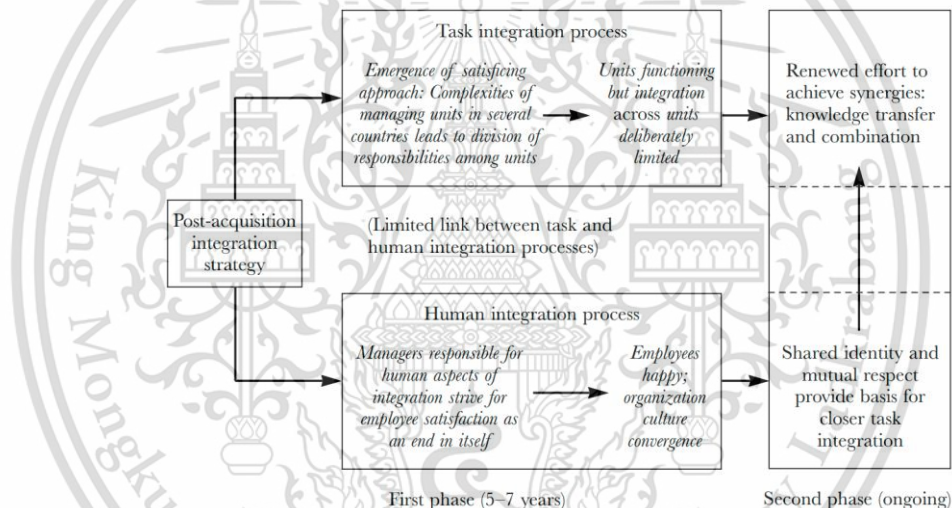 Task integration process
Emergence of satisficing
approach: Complexities of
managing units in several
countries leads to division of
responsibilities among units
Units functioning
but integration
across units
deliberately
limited
Renewed effort to
achieve synergies:
knowledge transfer
and combination
Post-acquisition
integration
strategy
(Limited link between task and
human integration processes)
Human integration process
Managers responsible for
human aspects of
integration strive for
employee satisfaction as
an end in itself
Employees
happy;
organization
culture
convergence
Shared identity and
mutual respect
provide basis for
closer task
integration
First phase (5–7 years)
Second phase (ongoing)
King Mongku